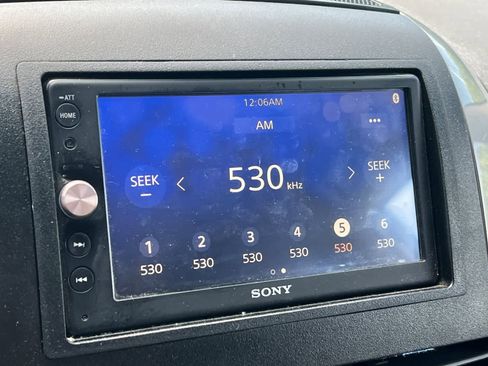 –ATT
HOME
12:06AM
AM
•••
SEEK –
< 530 kHz >
SEEK +
1 2 3 4 5 6
530 530 530 530 530 530
SONY